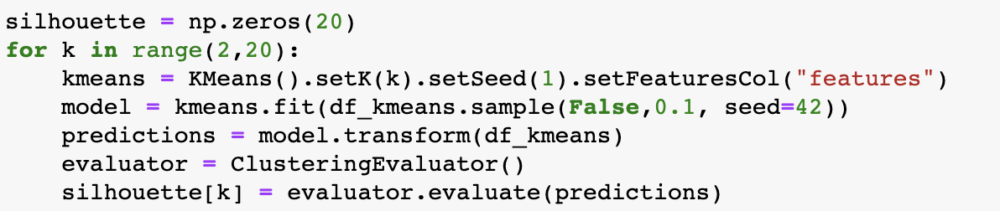 silhouette = np.zeros(20)
for k in range(2,20):
    kmeans = KMeans().setK(k).setSeed(1).setFeaturesCol("features")
    model = kmeans.fit(df_kmeans.sample(False,0.1, seed=42))
    predictions = model.transform(df_kmeans)
    evaluator = ClusteringEvaluator()
    silhouette[k] = evaluator.evaluate(predictions)